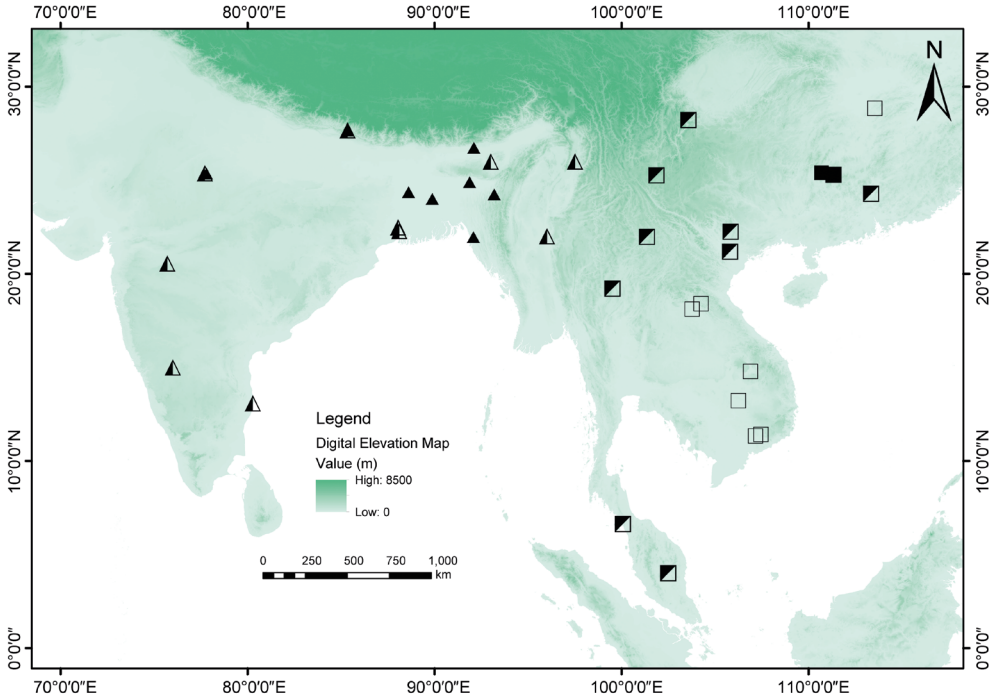 70°0'0"E 80°0'0"E 90°0'0"E 100°0'0"E 110°0'0"E
N
30°0'0"N 30°0'0"N
20°0'0"N 20°0'0"N
Legend
Digital Elevation Map
Value (m)
High: 8500
Low: 0
10°0'0"N 10°0'0"N
0 250 500 750 1,000
km
0°0'0" 0°0'0"
70°0'0"E 80°0'0"E 90°0'0"E 100°0'0"E 110°0'0"E